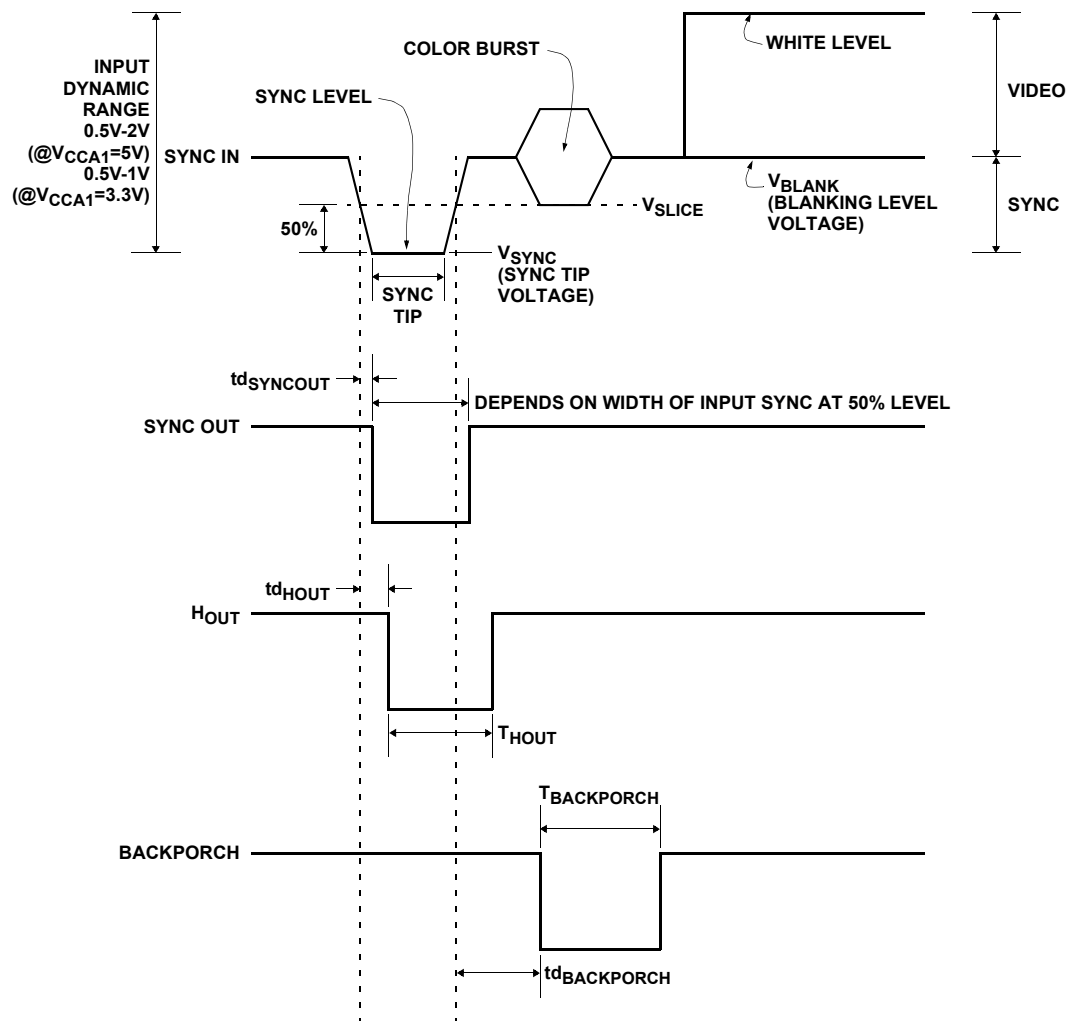 INPUT
DYNAMIC
RANGE
0.5V-2V
(@VCCA1=5V)
0.5V-1V
(@VCCA1=3.3V)
SYNC IN
SYNC LEVEL
COLOR BURST
WHITE LEVEL
VIDEO
50%
VSLICE
VBLANK
(BLANKING LEVEL
VOLTAGE)
SYNC
VSYNC
(SYNC TIP
VOLTAGE)
SYNC
TIP
tdSYNCOUT
DEPENDS ON WIDTH OF INPUT SYNC AT 50% LEVEL
SYNC OUT
tdHOUT
HOUT
THOUT
TBACKPORCH
BACKPORCH
tdBACKPORCH